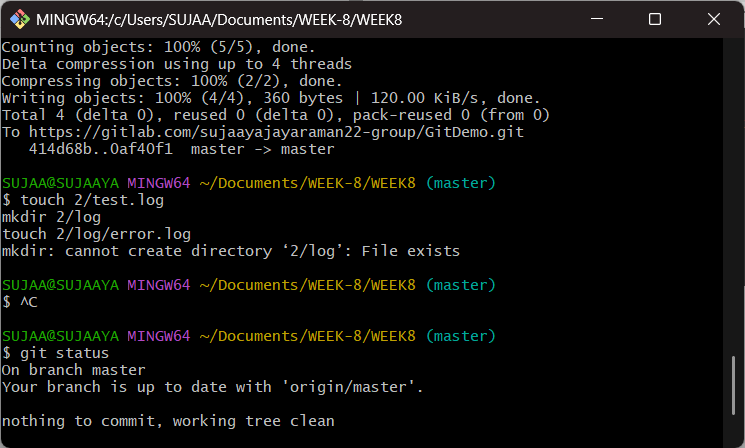 MINGW64:/c/Users/SUJAA/Documents/WEEK-8/WEEK8
Counting objects: 100% (5/5), done.
Delta compression using up to 4 threads
Compressing objects: 100% (2/2), done.
Writing objects: 100% (4/4), 360 bytes | 120.00 KiB/s, done.
Total 4 (delta 0), reused 0 (delta 0), pack-reused 0 (from 0)
To https://gitlab.com/sujaayajayaraman22-group/GitDemo.git
   414d68b..0af40f1  master -> master
SUJAA@SUJAAYA MINGW64 ~/Documents/WEEK-8/WEEK8 (master)
$ touch 2/test.log
mkdir 2/log
touch 2/log/error.log
mkdir: cannot create directory ‘2/log’: File exists
SUJAA@SUJAAYA MINGW64 ~/Documents/WEEK-8/WEEK8 (master)
$ ^C
SUJAA@SUJAAYA MINGW64 ~/Documents/WEEK-8/WEEK8 (master)
$ git status
On branch master
Your branch is up to date with 'origin/master'.
nothing to commit, working tree clean